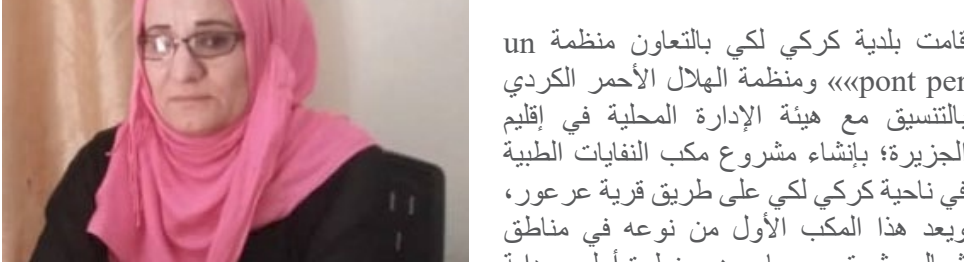 قامت بلدية كركي لكي بالتعاون منظمة un
pont per»» ومنظمة الهلال الأحمر الكردي
بالتنسيق مع هيئة الإدارة المحلية في إقليم
الجزيرة؛ بإنشاء مشروع مكب النفايات الطبية
في ناحية كركي لكي على طريق قرية عرعور،
ويعد هذا المكب الأول من نوعه في مناطق